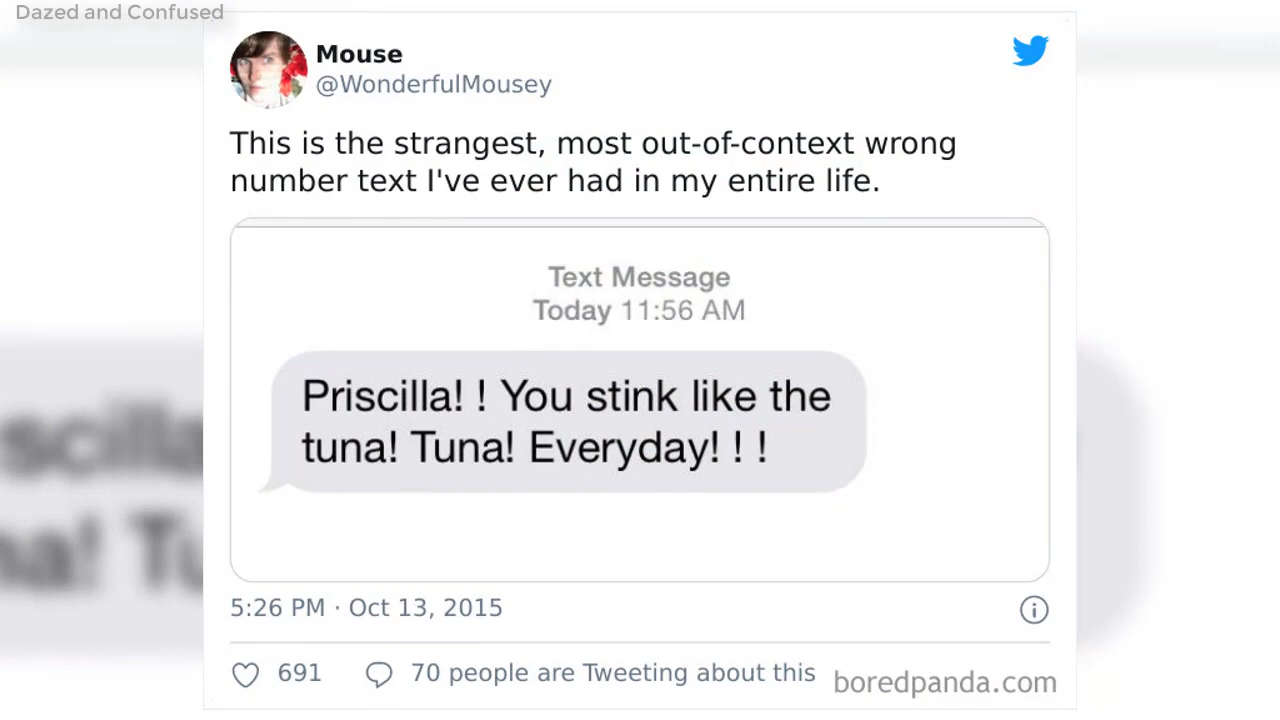 Dazed and Confused
Mouse
@WonderfulMousey
This is the strangest, most out-of-context wrong
number text I've ever had in my entire life.
Text Message
Today 11:56 AM
Priscilla! ! You stink like the
tuna! Tuna! Everyday! ! !
5:26 PM · Oct 13, 2015
691
70 people are Tweeting about this
boredpanda.com